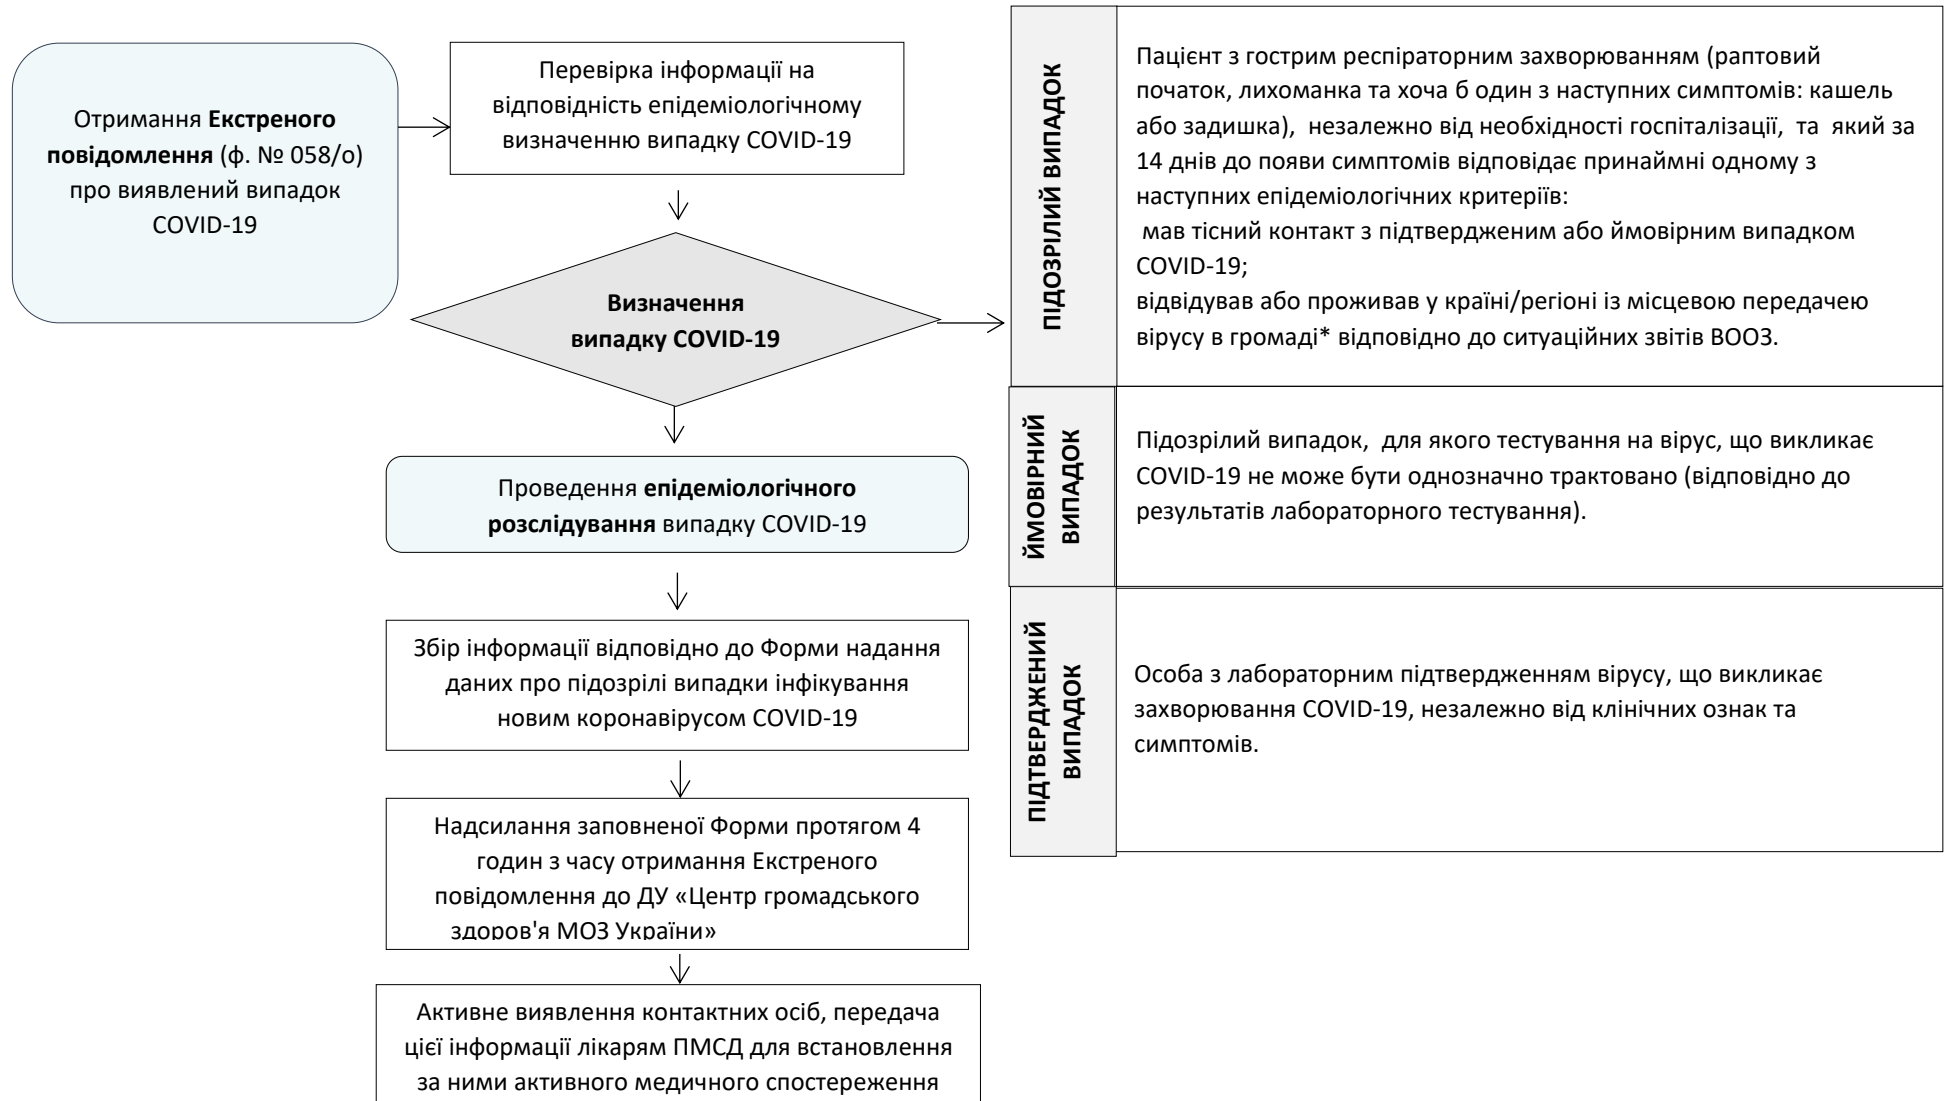 Отримання Екстреного
повідомлення (ф. № 058/о)
про виявлений випадок
COVID-19
Перевірка інформації на
відповідність епідеміологічному
визначенню випадку COVID-19
Визначення
випадку COVID-19
Проведення епідеміологічного
розслідування випадку COVID-19
Збір інформації відповідно до Форми надання
даних про підозрілі випадки інфікування
новим коронавірусом COVID-19
Надсилання заповненої Форми протягом 4
годин з часу отримання Екстреного
повідомлення до ДУ «Центр громадського
здоров'я МОЗ України»
Активне виявлення контактних осіб, передача
цієї інформації лікарям ПМСД для встановлення
за ними активного медичного спостереження
ПІДОЗРІЛИЙ ВИПАДОК
Пацієнт з гострим респіраторним захворюванням (раптовий
початок, лихоманка та хоча б один з наступних симптомів: кашель
або задишка), незалежно від необхідності госпіталізації, та який за
14 днів до появи симптомів відповідає принаймні одному з
наступних епідеміологічних критеріїв:
мав тісний контакт з підтвердженим або ймовірним випадком
COVID-19;
відвідував або проживав у країні/регіоні із місцевою передачею
вірусу в громаді* відповідно до ситуаційних звітів ВООЗ.
ЙМОВІРНИЙ
ВИПАДОК
Підозрілий випадок, для якого тестування на вірус, що викликає
COVID-19 не може бути однозначно трактовано (відповідно до
результатів лабораторного тестування).
ПІДТВЕРДЖЕНИЙ
ВИПАДОК
Особа з лабораторним підтвердженням вірусу, що викликає
захворювання COVID-19, незалежно від клінічних ознак та
симптомів.